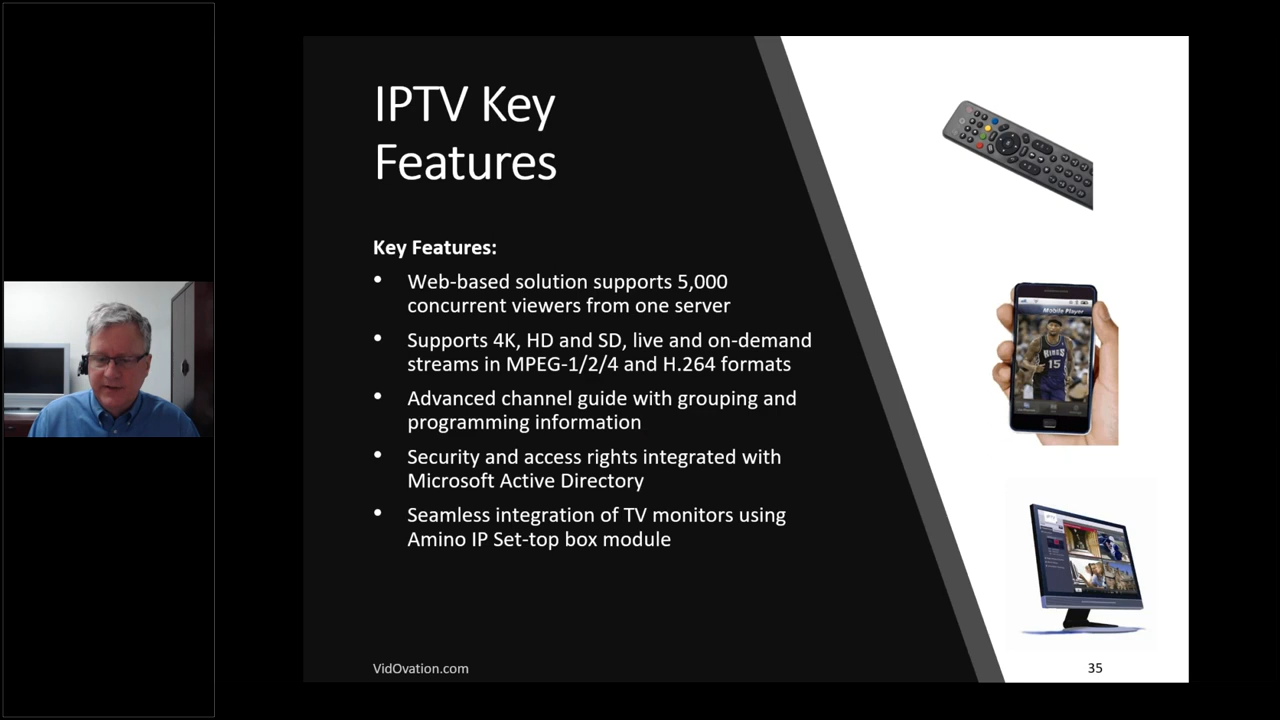 IPTV Key
Features
Key Features:
• Web-based solution supports 5,000
concurrent viewers from one server
• Supports 4K, HD and SD, live and on-demand
streams in MPEG-1/2/4 and H.264 formats
• Advanced channel guide with grouping and
programming information
• Security and access rights integrated with
Microsoft Active Directory
• Seamless integration of TV monitors using
Amino IP Set-top box module
Mobile Player
KINGS
15
VidOvation.com
35